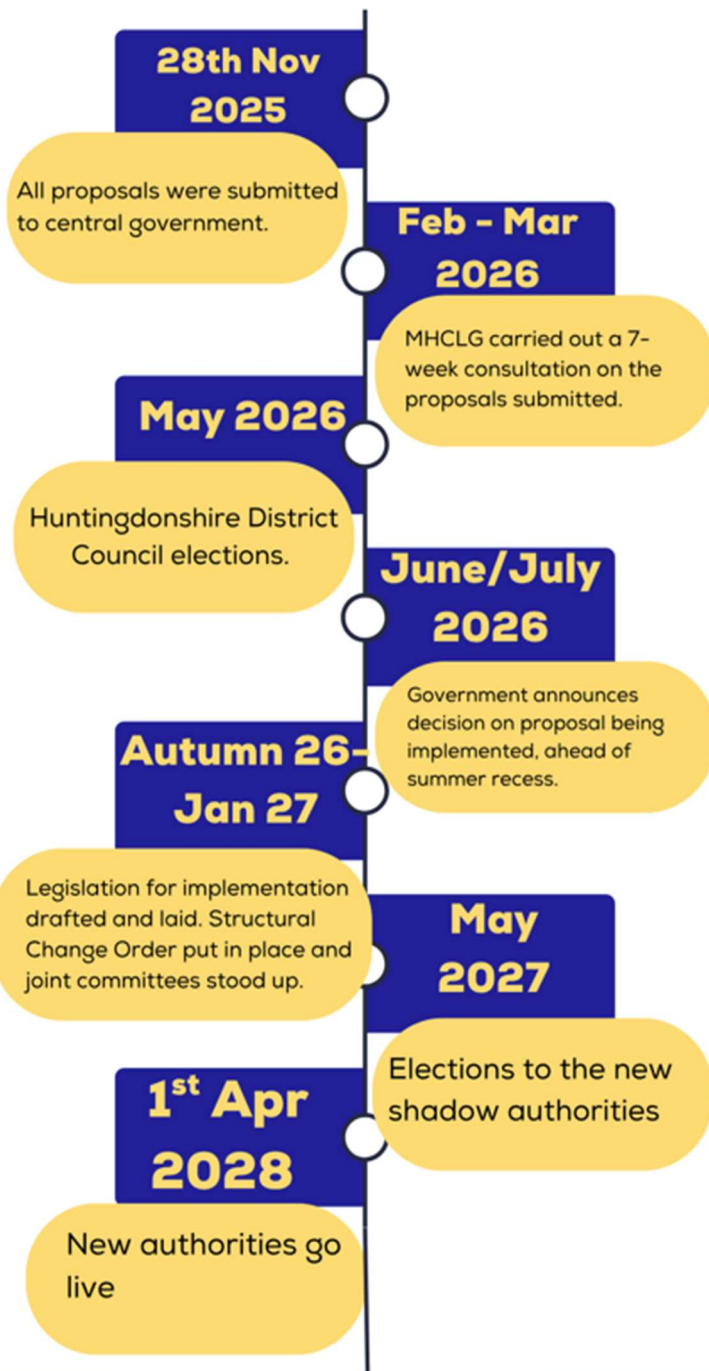 28th Nov
2025
All proposals were submitted
to central government.
Feb - Mar
2026
MHCLG carried out a 7-
week consultation on the
proposals submitted.
May 2026
Huntingdonshire District
Council elections.
June/July
2026
Government announces
decision on proposal being
implemented, ahead of
summer recess.
Autumn 26-
Jan 27
Legislation for implementation
drafted and laid. Structural
Change Order put in place and
joint committees stood up.
May
2027
Elections to the new
shadow authorities
1st Apr
2028
New authorities go
live